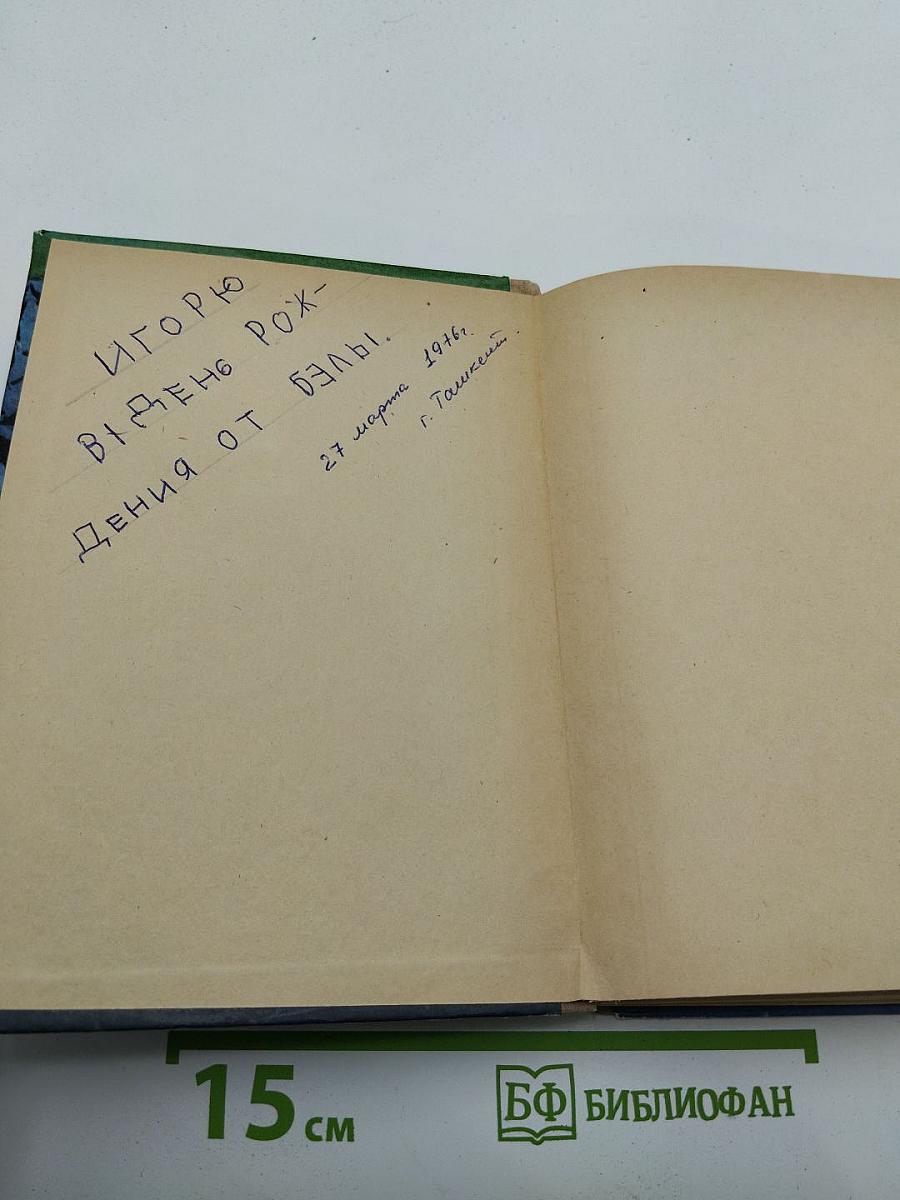 ИГОРЮ
В ДЕНЬ РОЖ-
ДЕНИЯ ОТ БЭЛЫ.
27 марта 1976г.
г. Ташкент.
15 см
БФ БИБЛИОФАН